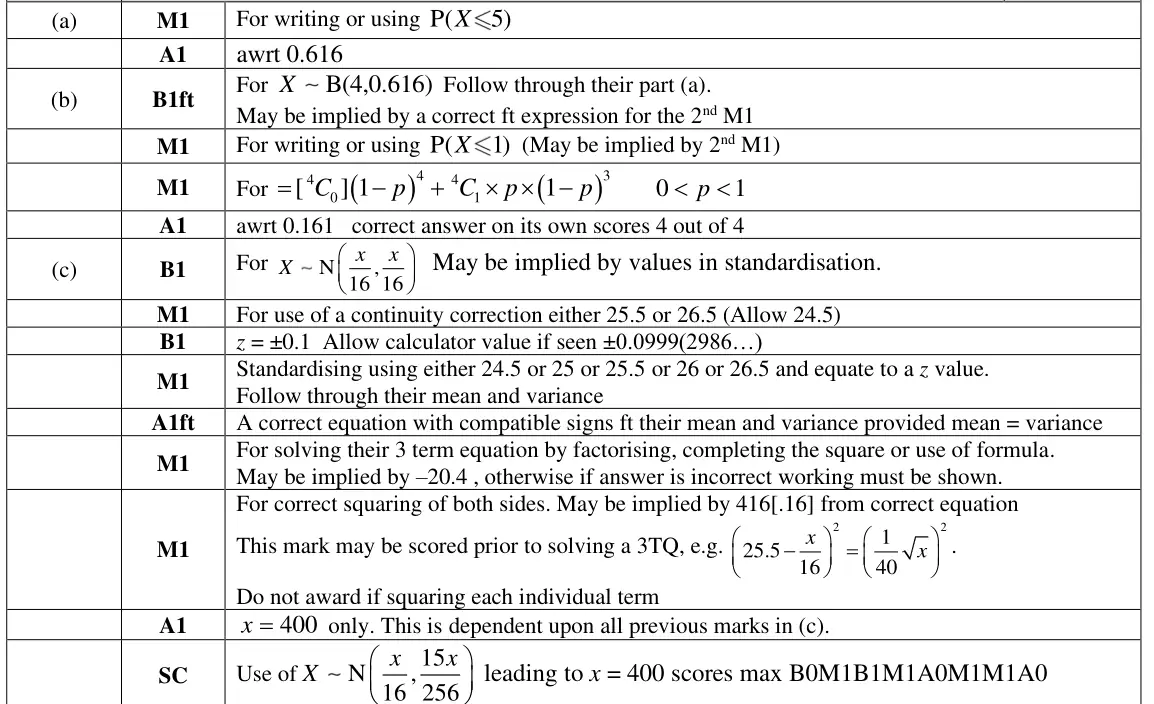 (a) M1 For writing or using P(X⩽5)
A1 awrt 0.616
(b) B1ft For X ~ B(4,0.616) Follow through their part (a).
May be implied by a correct ft expression for the 2nd M1
M1 For writing or using P(X⩽1) (May be implied by 2nd M1)
M1 For =[⁴C₀](1−p)⁴ + ⁴C₁×p×(1−p)³ 0<p<1
A1 awrt 0.161 correct answer on its own scores 4 out of 4
(c) B1 For X ~ N(x/16, x/16) May be implied by values in standardisation.
M1 For use of a continuity correction either 25.5 or 26.5 (Allow 24.5)
B1 z = ±0.1 Allow calculator value if seen ±0.0999(2986…)
M1 Standardising using either 24.5 or 25 or 25.5 or 26 or 26.5 and equate to a z value.
Follow through their mean and variance
A1ft A correct equation with compatible signs ft their mean and variance provided mean = variance
M1 For solving their 3 term equation by factorising, completing the square or use of formula.
May be implied by –20.4 , otherwise if answer is incorrect working must be shown.
M1 For correct squaring of both sides. May be implied by 416[.16] from correct equation
This mark may be scored prior to solving a 3TQ, e.g. (25.5−x/16)² = (1/40 √x)².
Do not award if squaring each individual term
A1 x = 400 only. This is dependent upon all previous marks in (c).
SC Use of X ~ N(x/16, 15x/256) leading to x = 400 scores max B0M1B1M1A0M1M1A0